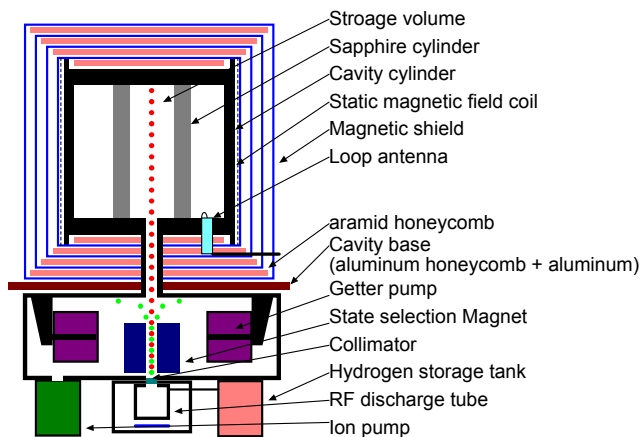 Stroage volume
Sapphire cylinder
Cavity cylinder
Static magnetic field coil
Magnetic shield
Loop antenna
aramid honeycomb
Cavity base
(aluminum honeycomb + aluminum)
Getter pump
State selection Magnet
Collimator
Hydrogen storage tank
RF discharge tube
Ion pump